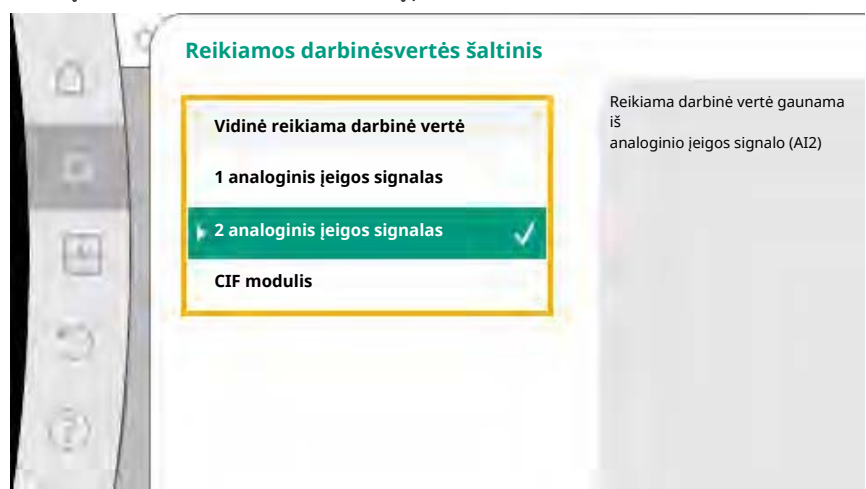 Reikiamos darbinėsvertės šaltinis
Vidinė reikiama darbinė vertė
1 analoginis įeigos signalas
2 analoginis įeigos signalas
CIF modulis
Reikiama darbinė vertė gaunama
iš
analoginio įeigos signalo (AI2)